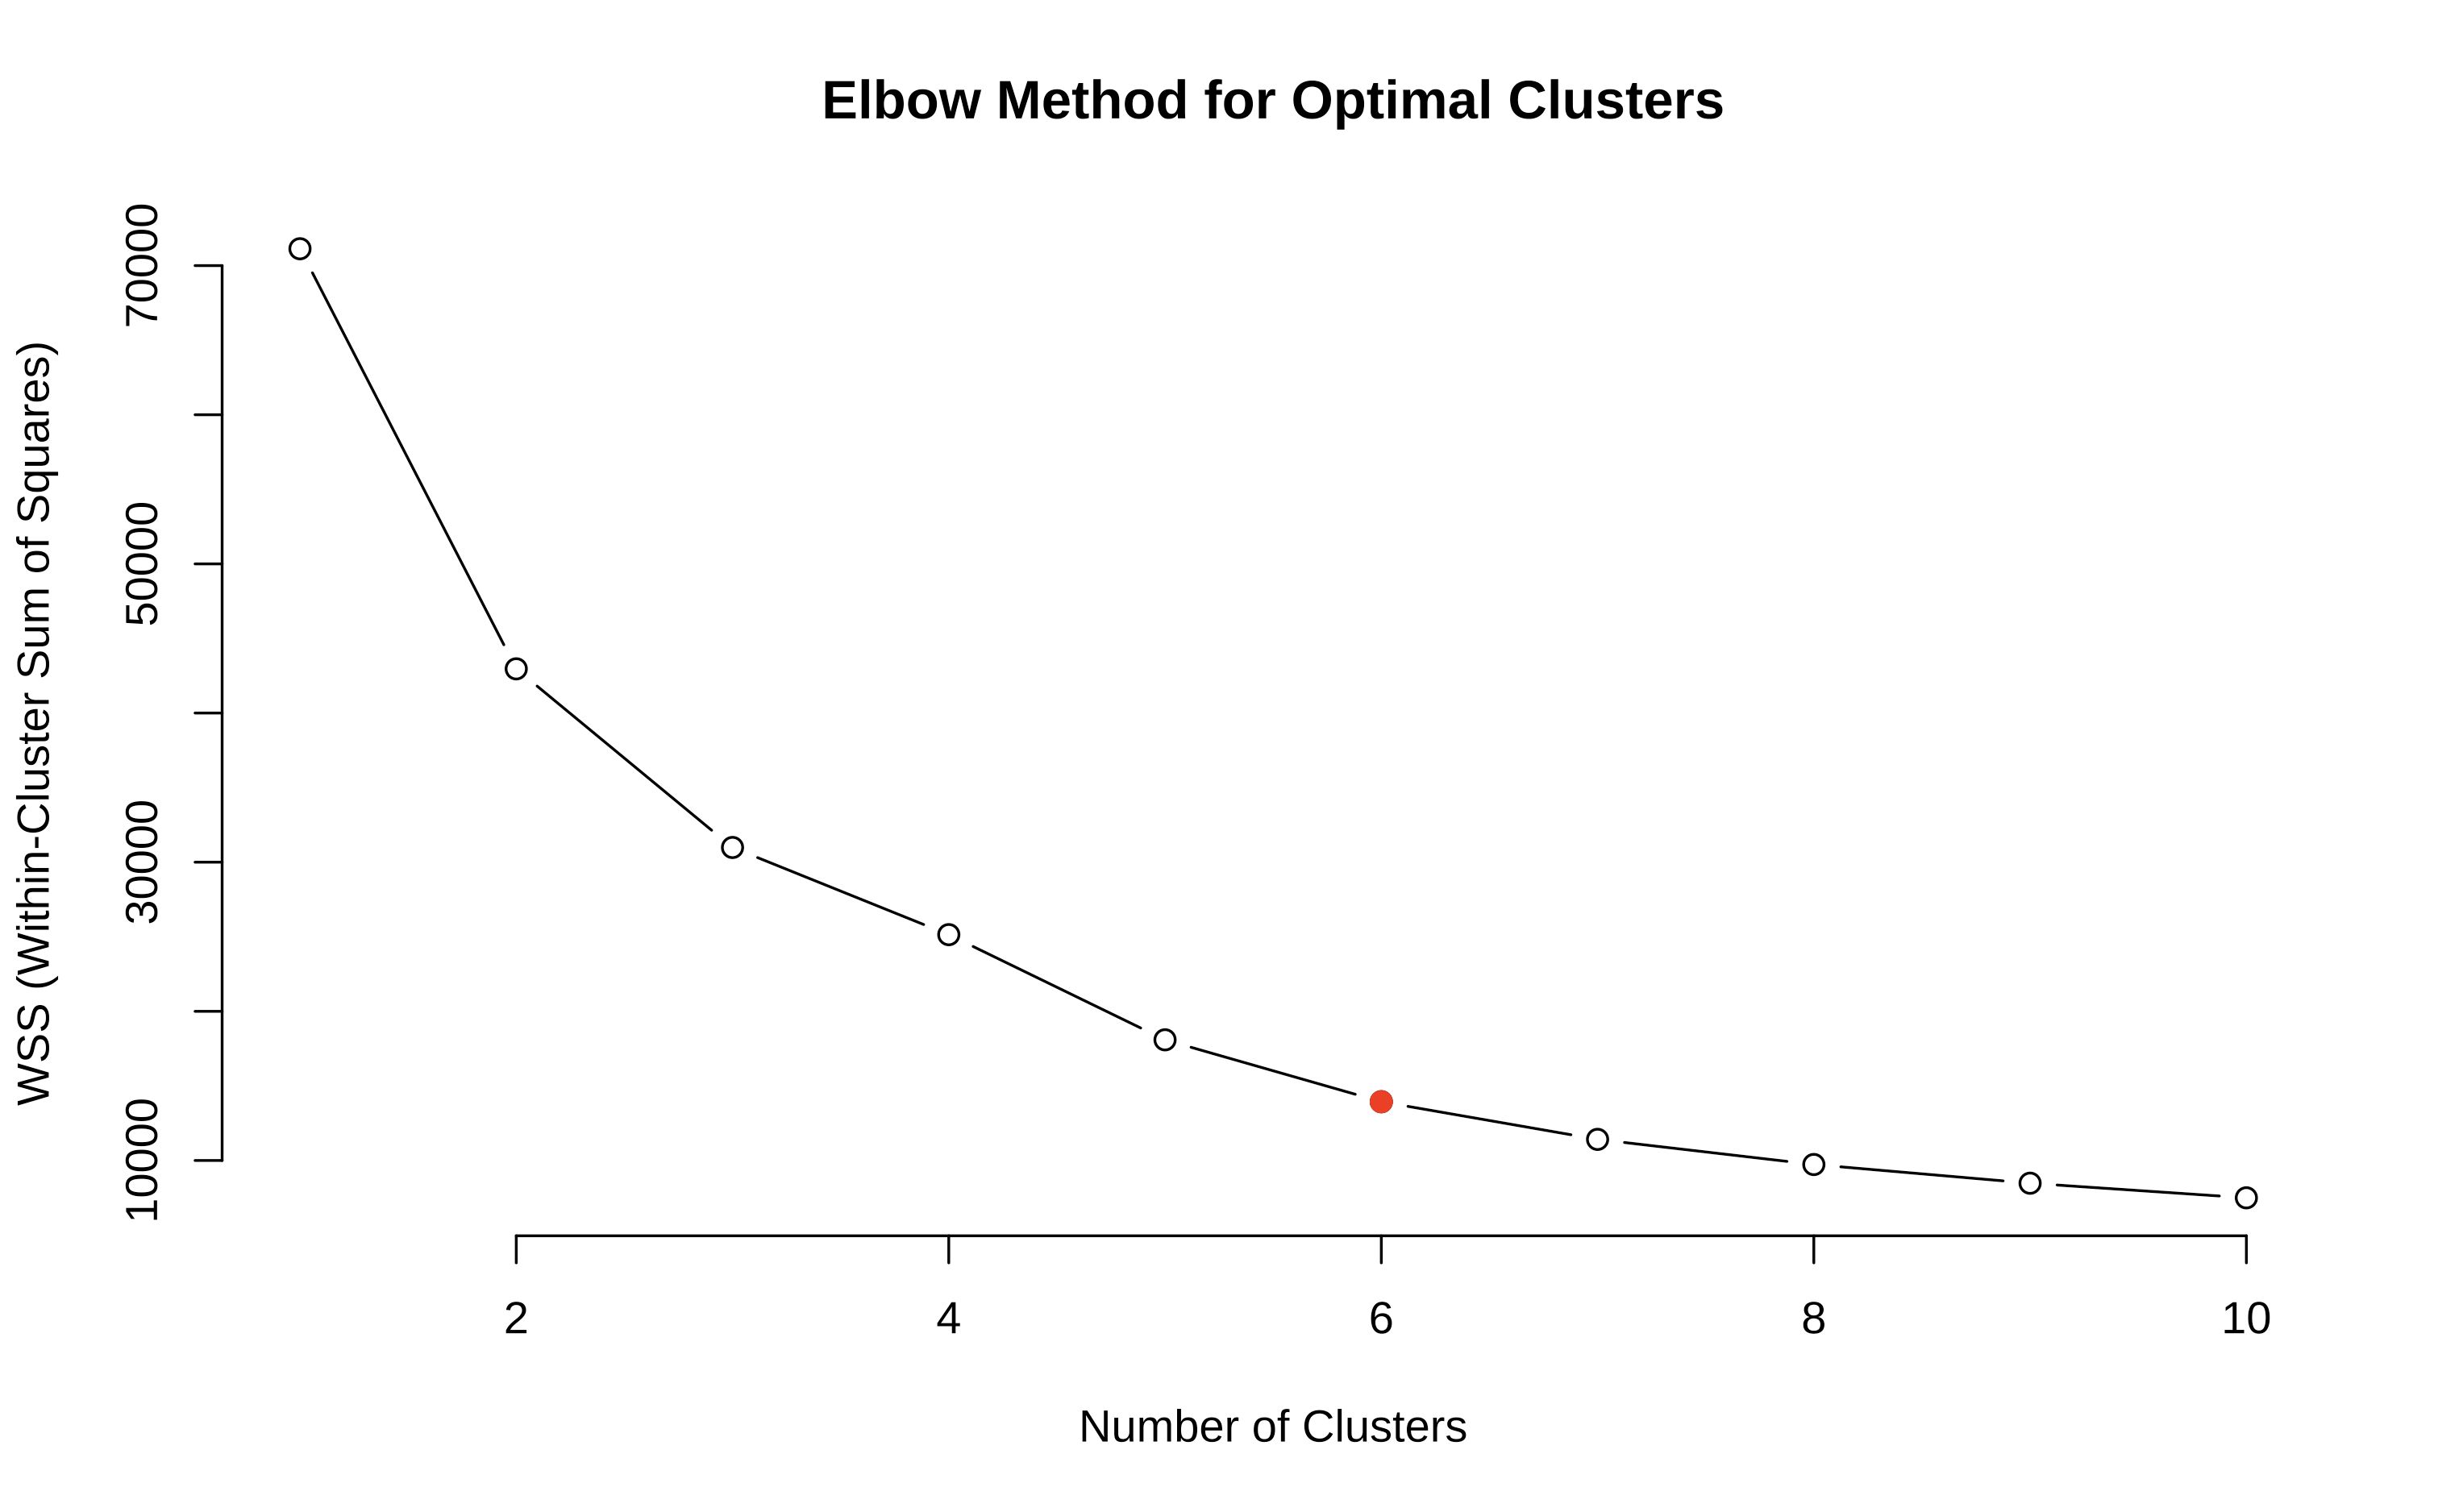 Elbow Method for Optimal Clusters
WSS (Within-Cluster Sum of Squares)
70000
50000
30000
10000
2 4 6 8 10
Number of Clusters